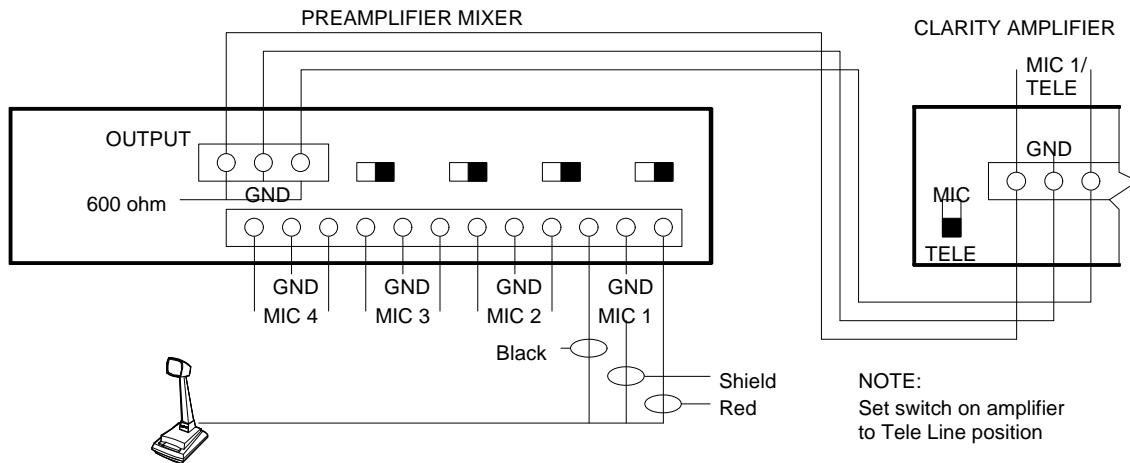 PREAMPLIFIER MIXER
CLARITY AMPLIFIER
MIC 1/
TELE
OUTPUT
GND
600 ohm
GND
MIC
TELE
GND
GND
GND
GND
MIC 4
MIC 3
MIC 2
MIC 1
Black
Shield
Red
NOTE:
Set switch on amplifier
to Tele Line position